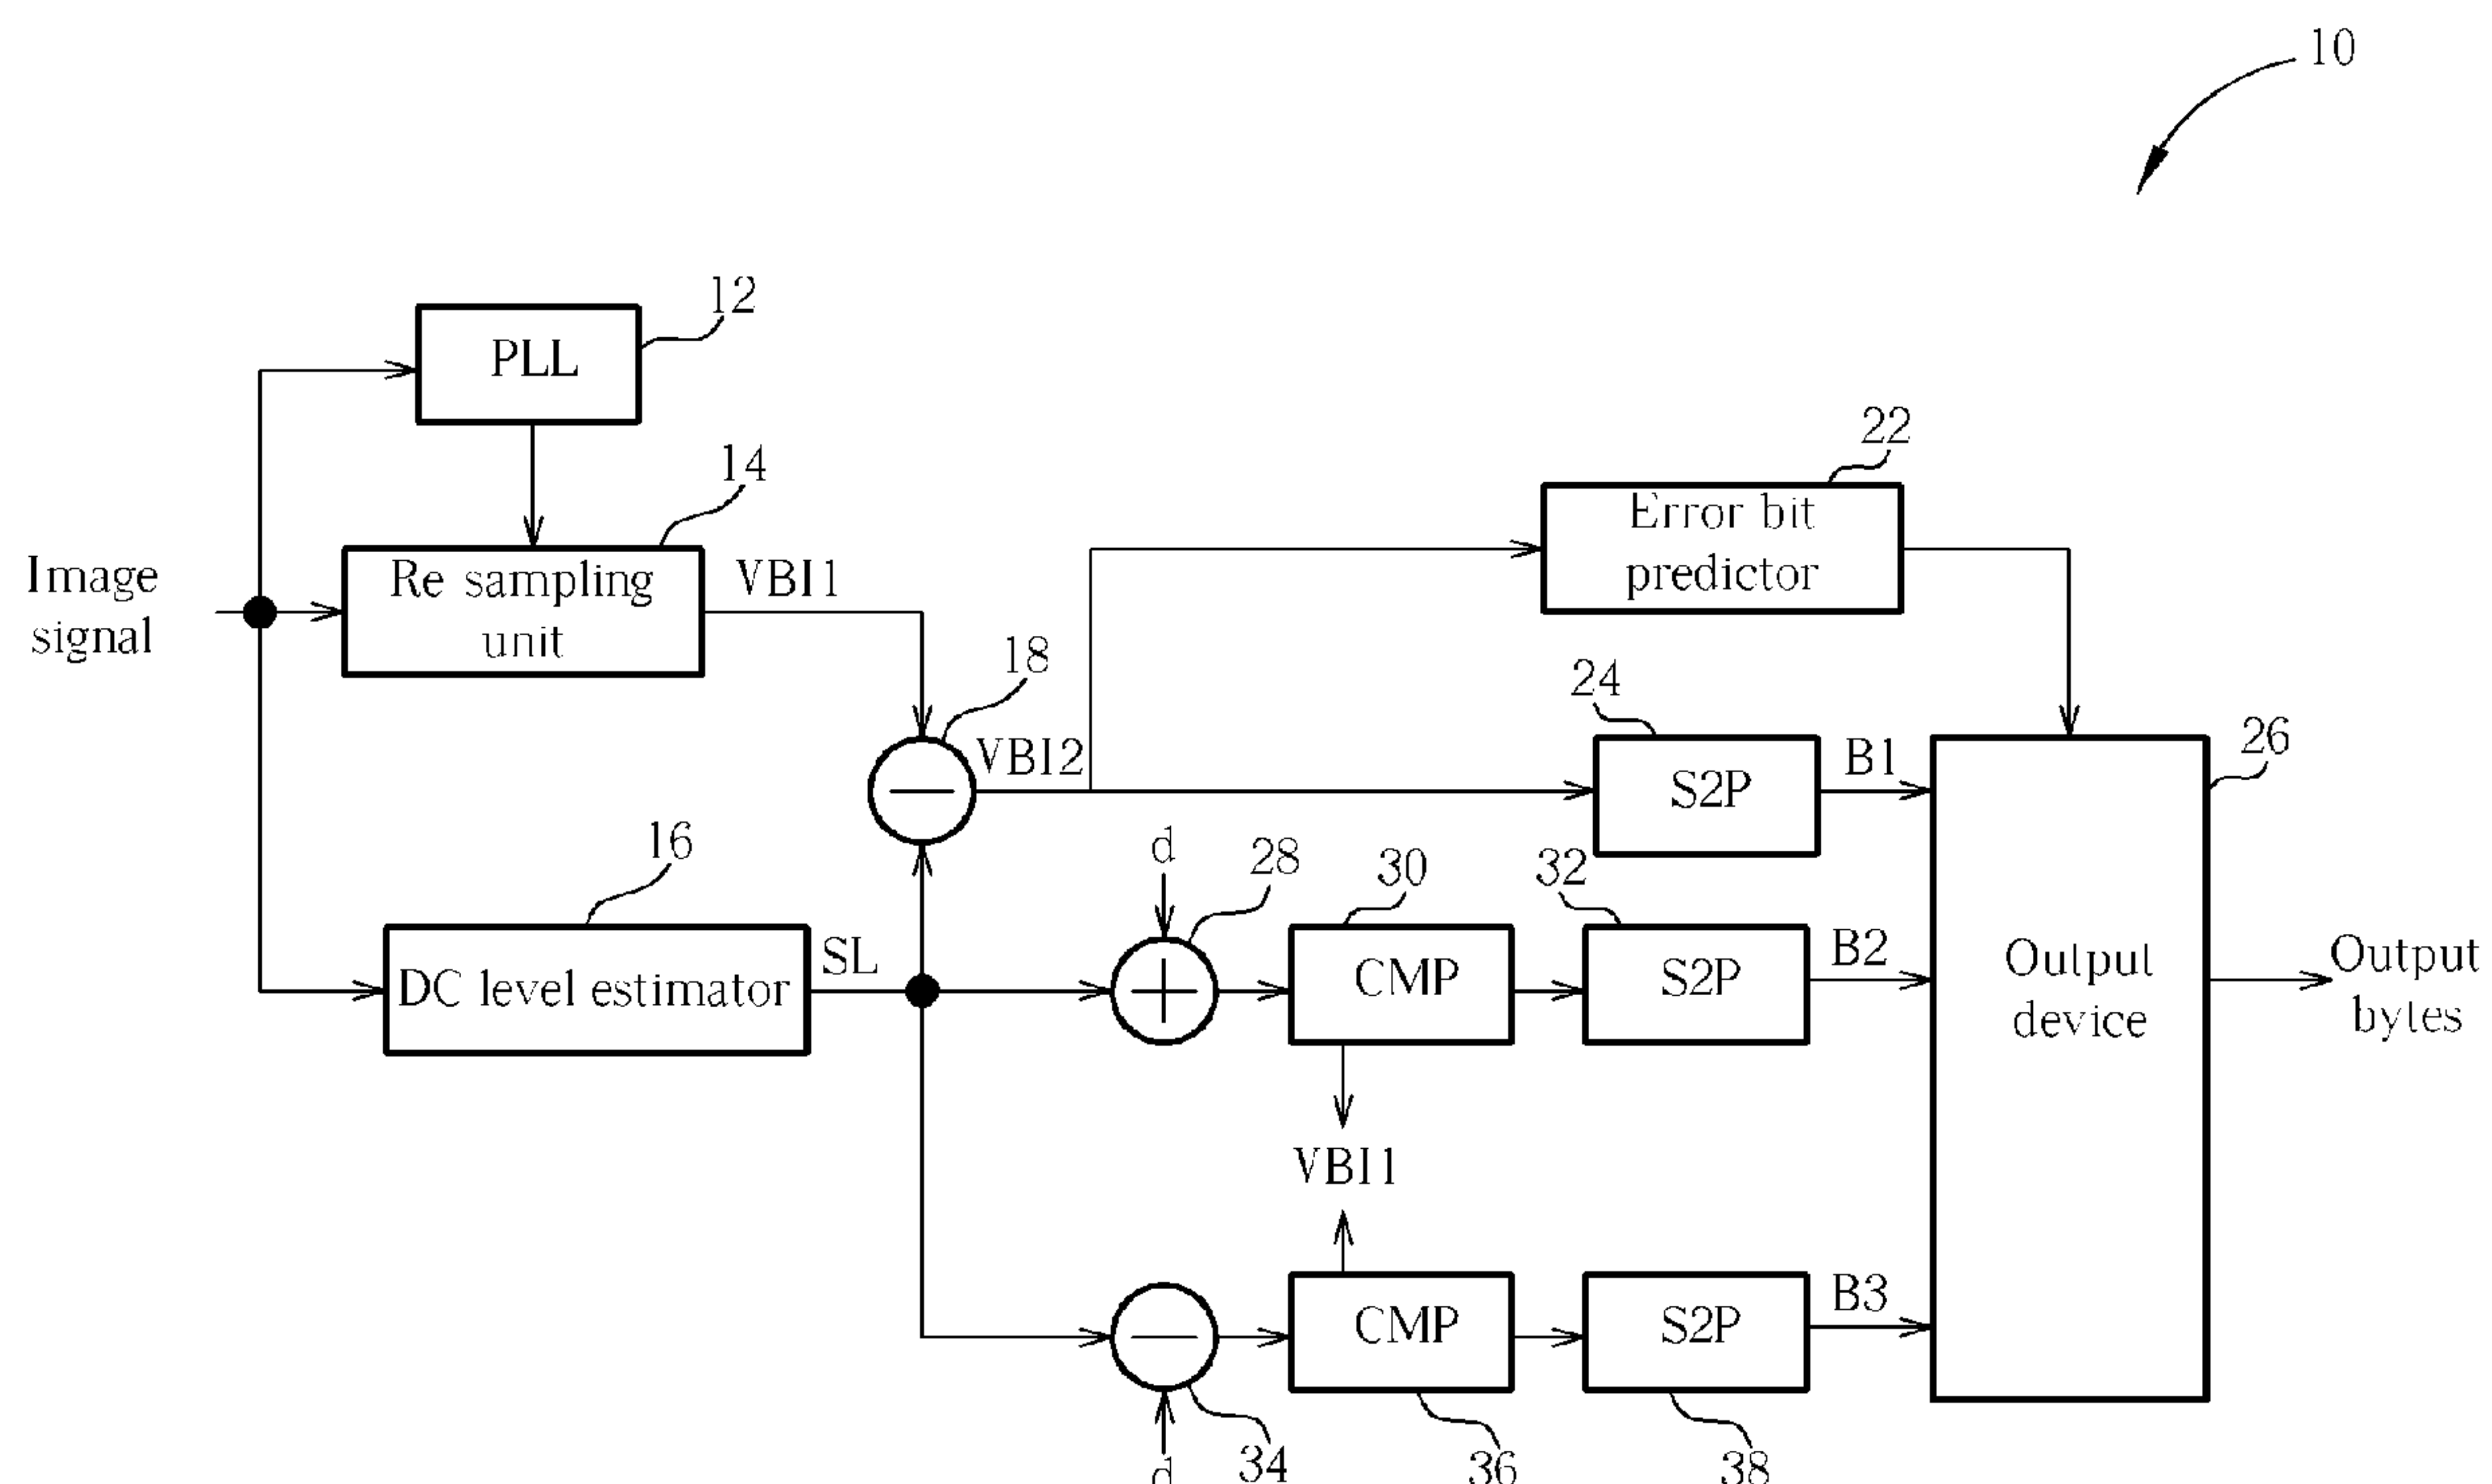 10
12
PLL
14
22
Error bit
predictor
Image
signal
Re sampling
unit
VBI1
18
24
26
VBI2
S2P
B1
16
d
28
30
32
DC level estimator
SL
CMP
S2P
B2
Output
device
Output
bytes
VBI1
CMP
S2P
B3
d
34
36
38